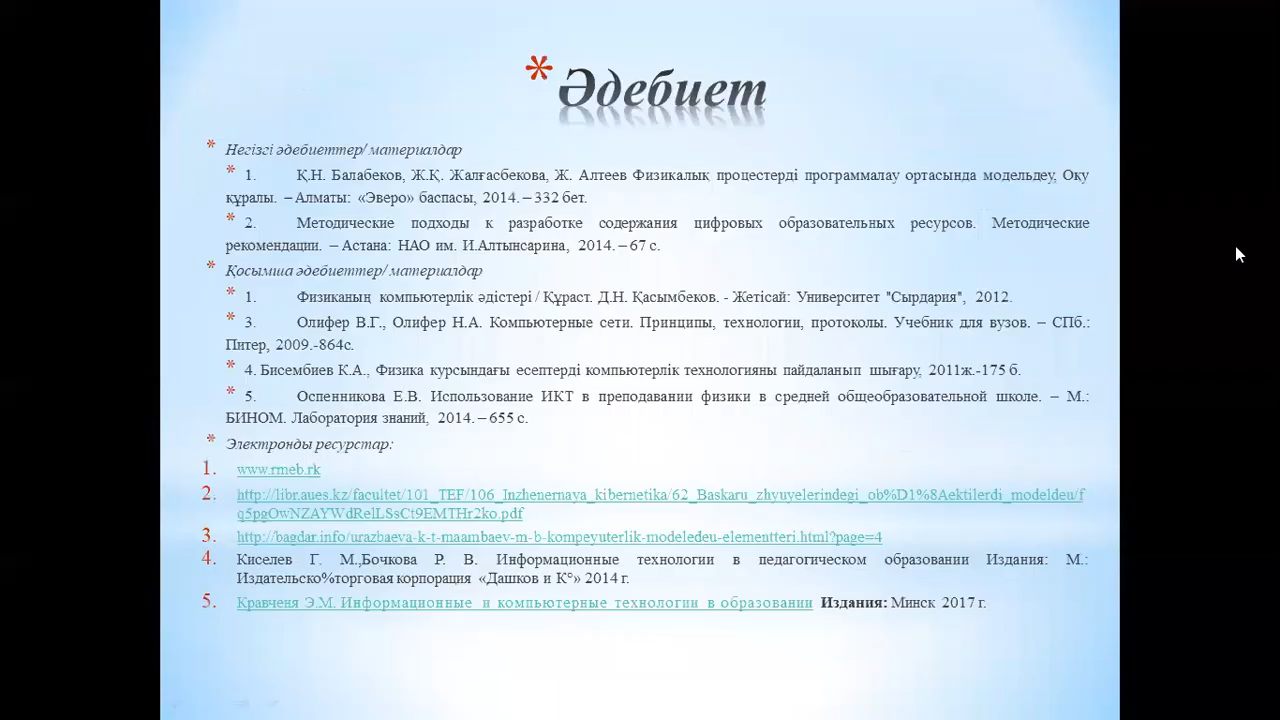 * Әдебиет
* Негізгі әдебиеттер/ материалдар
* 1. Қ.Н. Балабеков, Ж.Қ. Жалғасбекова, Ж. Алтеев Физикалық процестерді программалау ортасында модельдеу, Оқу
құралы. – Алматы: «Эверо» баспасы, 2014. – 332 бет.
* 2. Методические подходы к разработке содержания цифровых образовательных ресурсов. Методические
рекомендации. – Астана: НАО им. И.Алтынсарина, 2014. – 67 с.
* Қосымша әдебиеттер/ материалдар
* 1. Физиканың компьютерлік әдістері / Құраст. Д.Н. Қасымбеков. - Жетісай: Университет "Сырдария", 2012.
* 3. Олифер В.Г., Олифер Н.А. Компьютерные сети. Принципы, технологии, протоколы. Учебник для вузов. – СПб.:
Питер, 2009.-864с.
* 4. Бисембиев К.А., Физика курсындағы есептерді компьютерлік технологияны пайдаланып шығару, 2011ж.-175 б.
* 5. Оспенникова Е.В. Использование ИКТ в преподавании физики в средней общеобразовательной школе. – М.:
БИНОМ. Лаборатория знаний, 2014. – 655 с.
* Электронды ресурстар:
1. www.rmeb.rk
2. http://libr.aues.kz/facultet/101_TEF/106_Inzhenernaya_kibernetika/62_Baskaru_zhyuyelerindegi_ob%D1%8Aektilerdi_modeldeu/f
q5pgOwNZAYWdRelLSsCt9EMTHr2ko.pdf
3. http://bagdar.info/urazbaeva-k-t-maambaev-m-b-kompeyuterlik-modeledeu-elementteri.html?page=4
4. Киселев Г. М.,Бочкова Р. В. Информационные технологии в педагогическом образовании Издания: М.:
Издательско%торговая корпорация «Дашков и К°» 2014 г.
5. Кравченя Э.М. Информационные и компьютерные технологии в образовании Издания: Минск 2017 г.